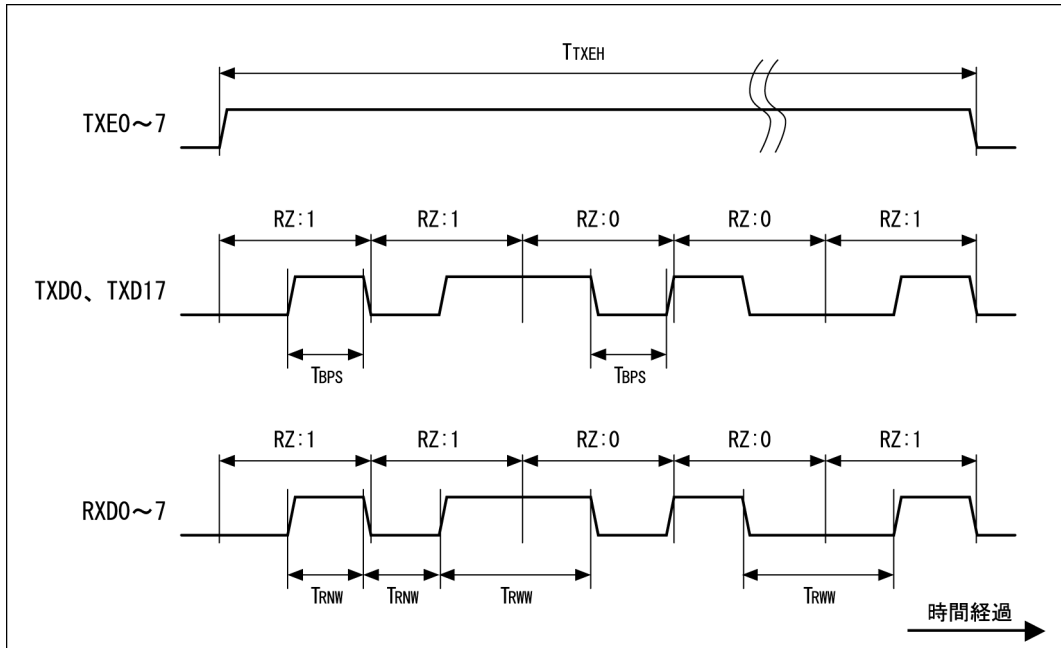 TTXEH
TXE0～7
RZ:1 RZ:1 RZ:0 RZ:0 RZ:1
TXD0、TXD17
TBPS TBPS
RZ:1 RZ:1 RZ:0 RZ:0 RZ:1
RXD0～7
TRNW TRNW TRWW TRWW
時間経過